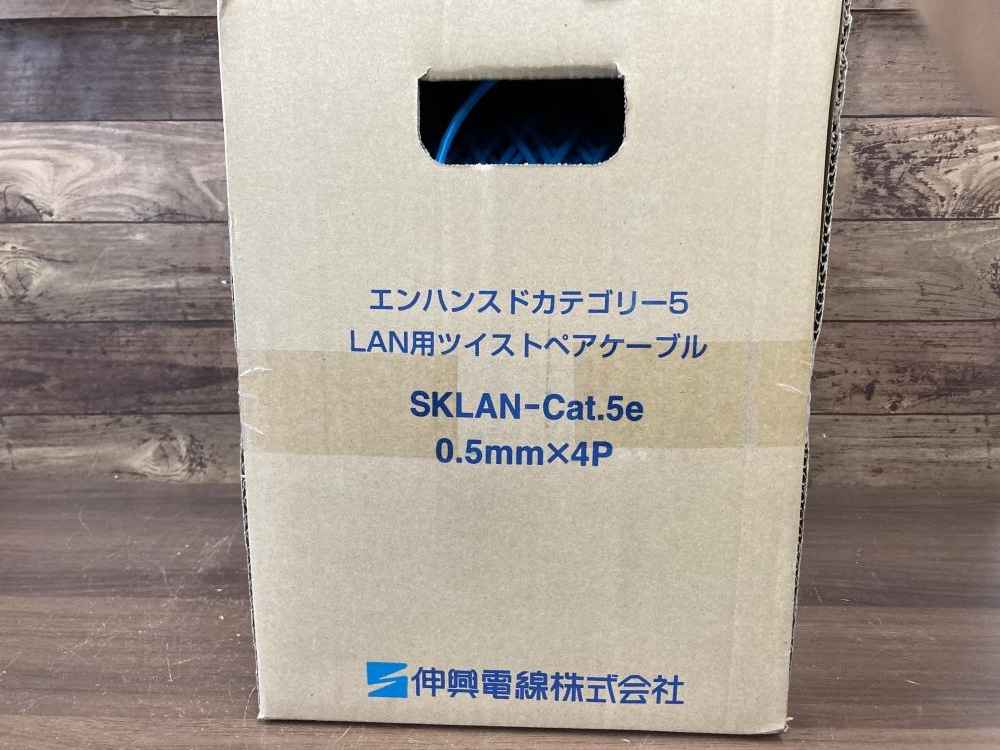 エンハンスドカテゴリー5
LAN用ツイストペアケーブル
SKLAN-Cat.5e
0.5mm×4P
伸興電線株式会社